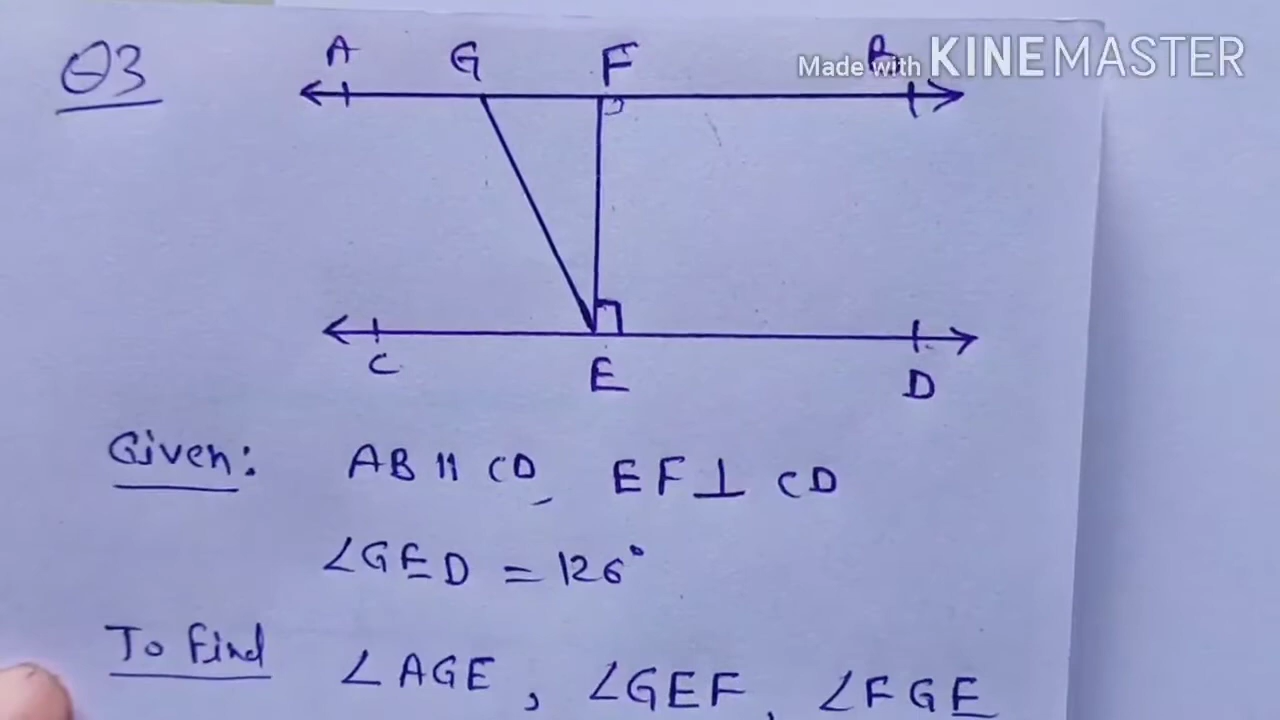 Q3
A G F B
Made with KINEMASTER
C E D
Given: AB || CD, EF ⊥ CD
∠GED = 126°
To Find ∠AGE, ∠GEF, ∠FGE